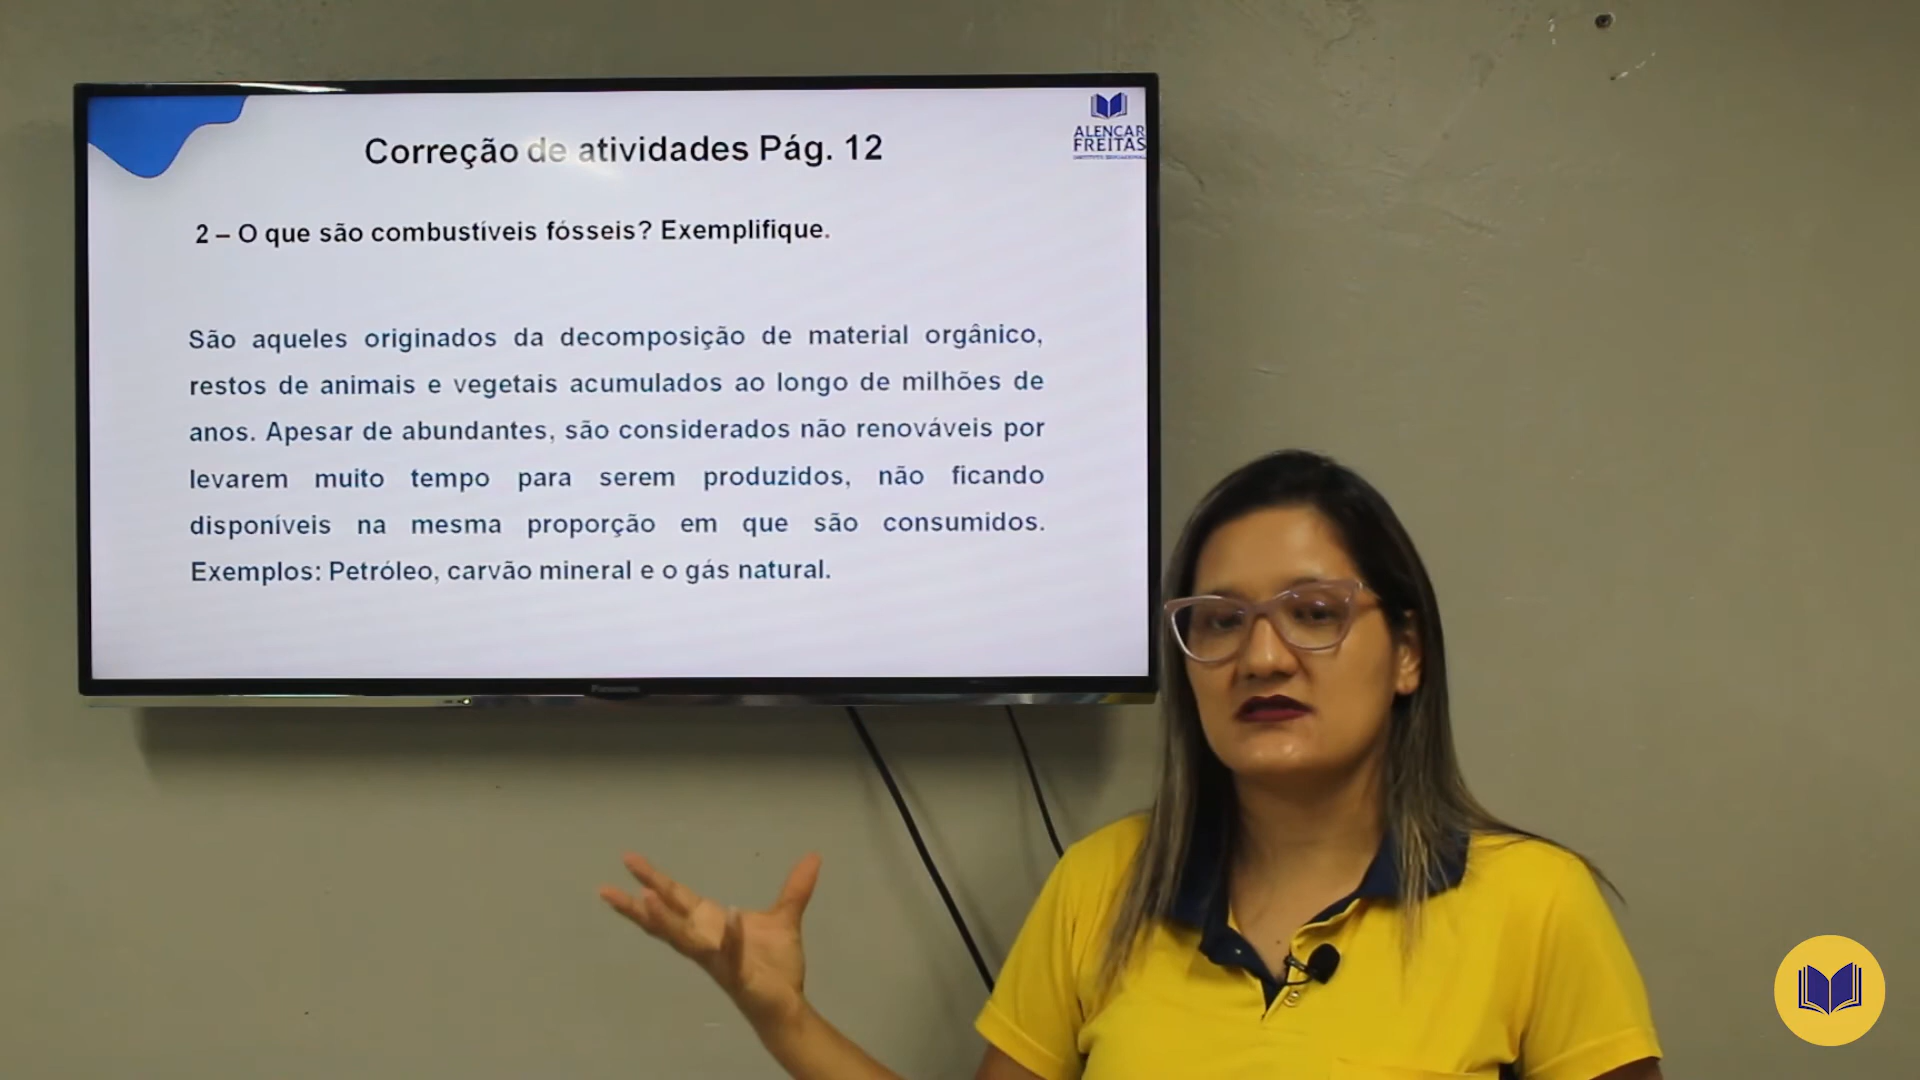 ALENCAR
FREITAS
Correção de atividades Pág. 12
2 – O que são combustíveis fósseis? Exemplifique.
São aqueles originados da decomposição de material orgânico,
restos de animais e vegetais acumulados ao longo de milhões de
anos. Apesar de abundantes, são considerados não renováveis por
levarem muito tempo para serem produzidos, não ficando
disponíveis na mesma proporção em que são consumidos.
Exemplos: Petróleo, carvão mineral e o gás natural.
Panasonic